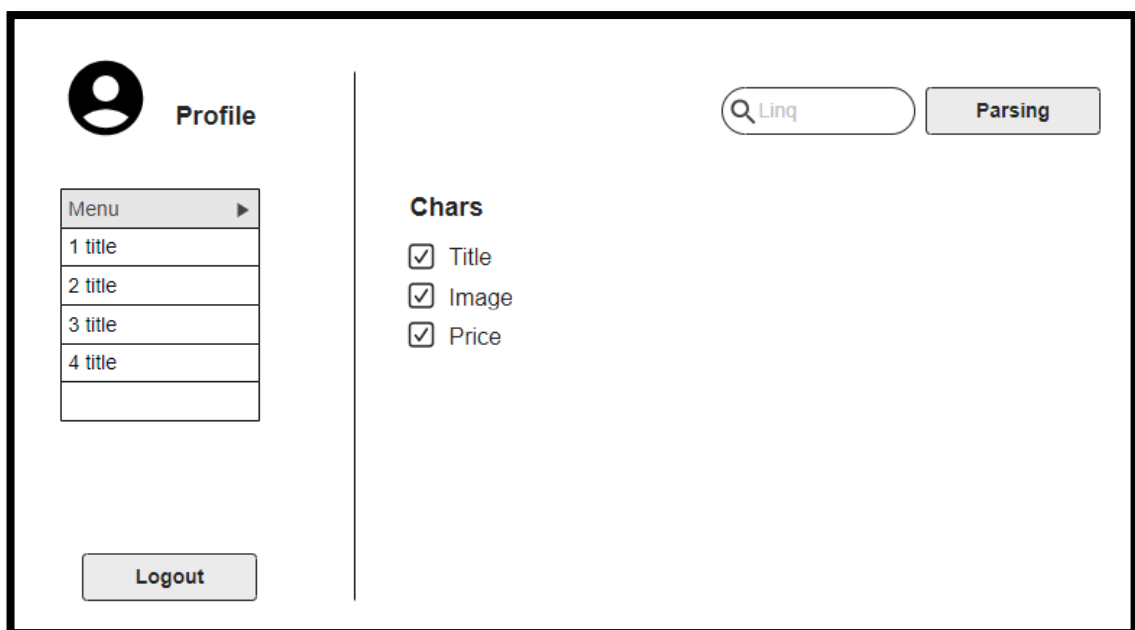 Profile
Menu
1 title
2 title
3 title
4 title
Logout
Linq
Parsing
Chars
Title
Image
Price